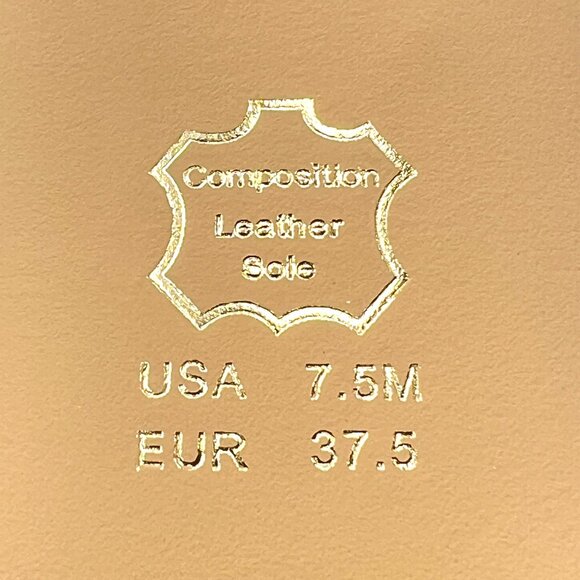 Composition
Leather
Sole
USA 7.5M
EUR 37.5